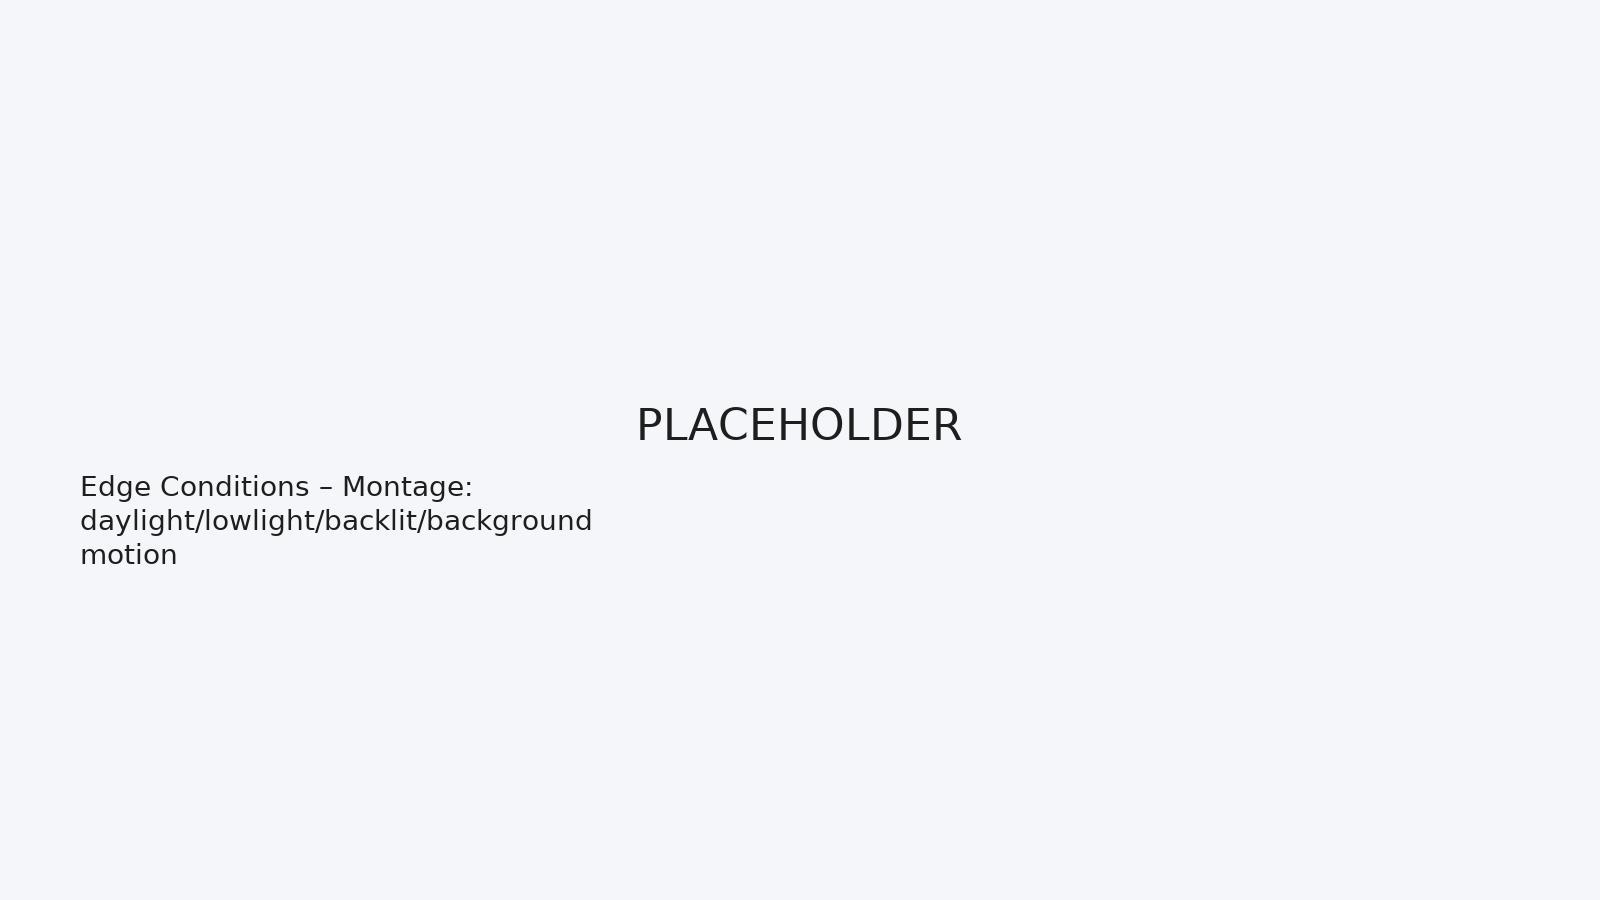 PLACEHOLDER
Edge Conditions – Montage:
daylight/lowlight/backlit/background
motion